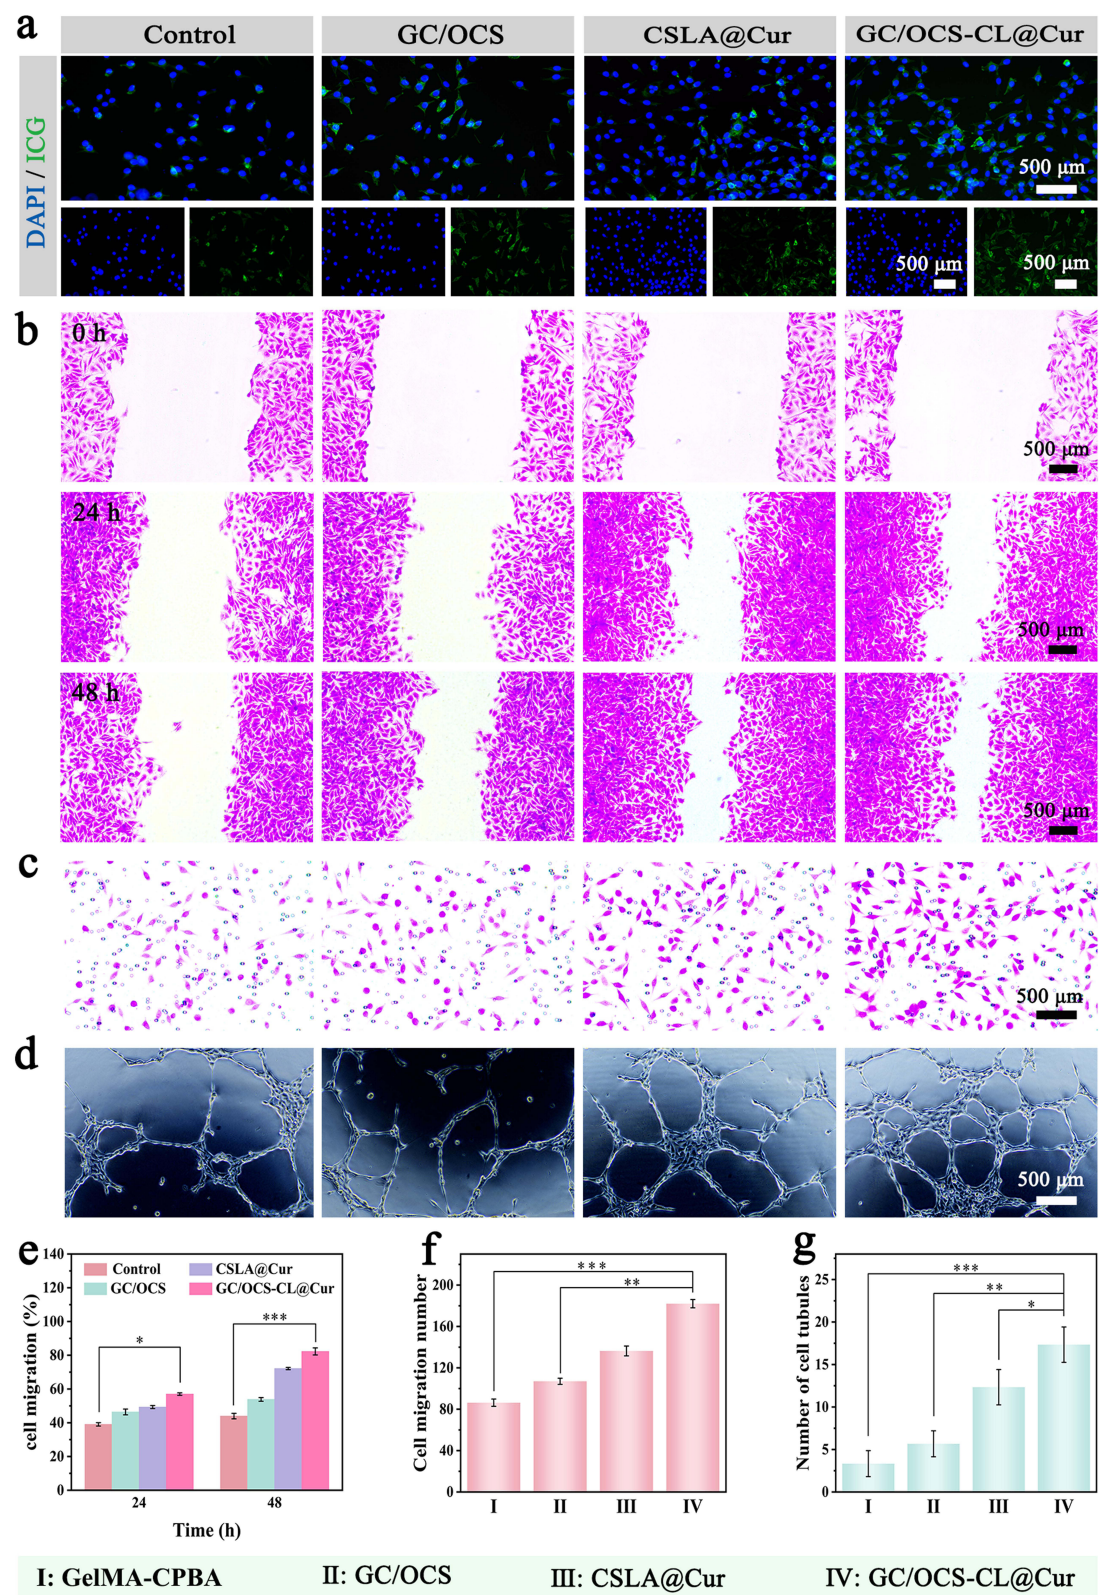 a
Control
GC/OCS
CSLA@Cur
GC/OCS-CL@Cur
DAPI / ICG
500 μm
500 μm
500 μm
b
0 h
500 μm
24 h
500 μm
48 h
500 μm
c
500 μm
d
500 μm
e
140
120
100
80
60
40
20
0
cell migration (%)
Control
CSLA@Cur
GC/OCS
GC/OCS-CL@Cur
*
***
24
48
Time (h)
f
200
160
120
80
40
0
Cell migration number
***
**
I
II
III
IV
g
25
20
15
10
5
0
Number of cell tubules
***
**
*
I
II
III
IV
I: GelMA-CPBA
II: GC/OCS
III: CSLA@Cur
IV: GC/OCS-CL@Cur